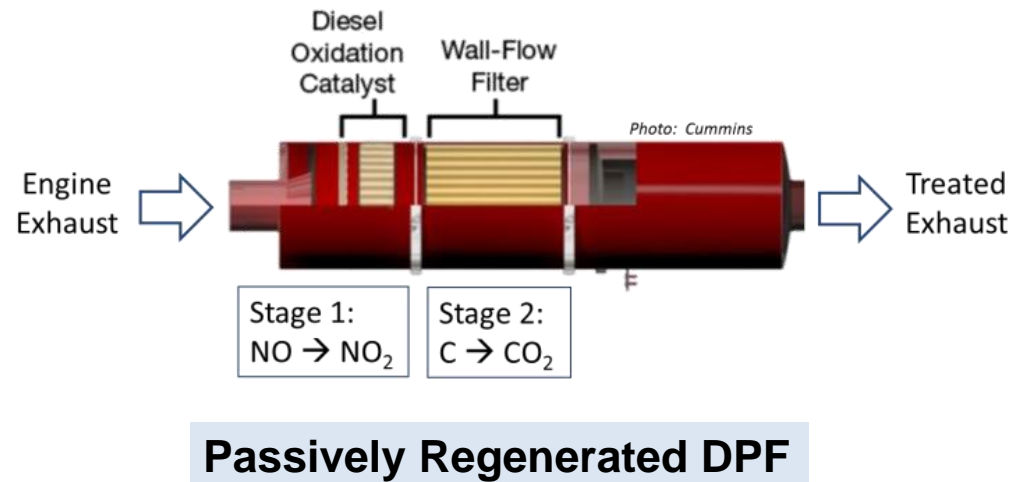 Diesel
Oxidation
Catalyst
Wall-Flow
Filter
Photo: Cummins
Engine
Exhaust
Treated
Exhaust
Stage 1:
NO → NO₂
Stage 2:
C → CO₂
Passively Regenerated DPF